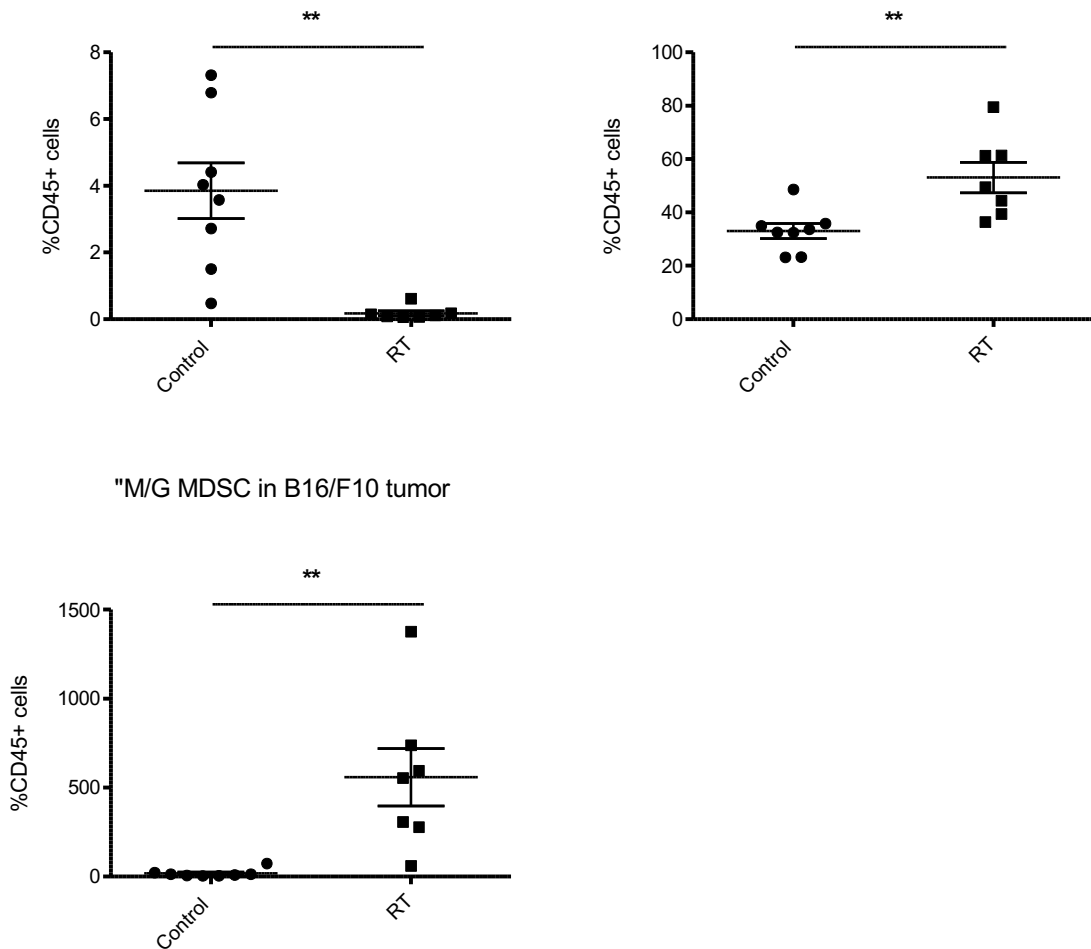 **
8
6
4
2
0
%CD45+ cells
Control
RT
**
100
80
60
40
20
0
%CD45+ cells
Control
RT
"M/G MDSC in B16/F10 tumor
**
1500
1000
500
0
%CD45+ cells
Control
RT